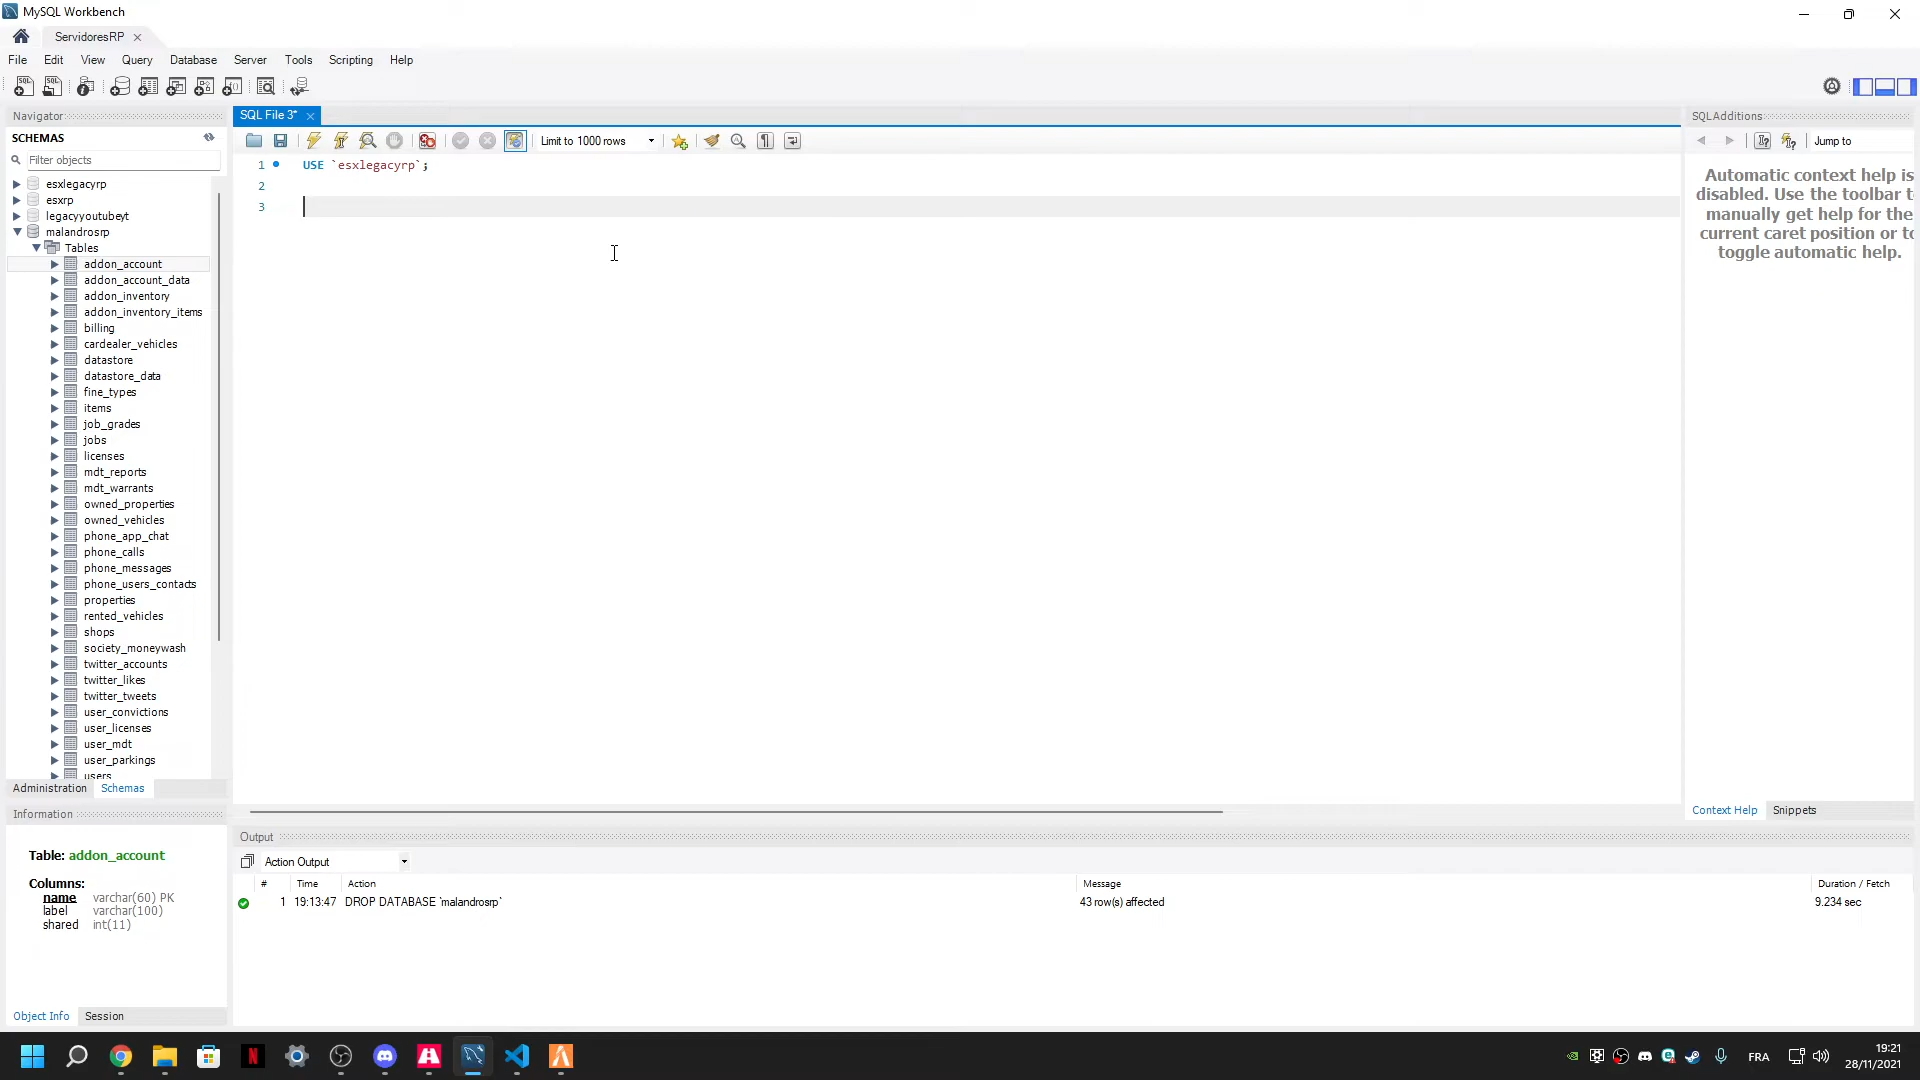 MySQL Workbench
ServidoresRP
File Edit View Query Database Server Tools Scripting Help
Navigator
SCHEMAS
Filter objects
esxlegacyrp
esxrp
legacyyoutubeyt
malandrosrp
Tables
addon_account
addon_account_data
addon_inventory
addon_inventory_items
billing
cardealer_vehicles
datastore
datastore_data
fine_types
items
job_grades
jobs
licenses
mdt_reports
mdt_warrants
owned_properties
owned_vehicles
phone_app_chat
phone_calls
phone_messages
phone_users_contacts
properties
rented_vehicles
shops
society_moneywash
twitter_accounts
twitter_likes
twitter_tweets
user_convictions
user_licenses
user_mdt
user_parkings
users
Administration Schemas
Information
Table: addon_account
Columns:
name varchar(60) PK
label varchar(100)
shared int(11)
Object Info Session
SQL File 3*
Limit to 1000 rows
1 USE `esxlegacyrp`;
2
3
SQLAdditions
Jump to
Automatic context help is
disabled. Use the toolbar t
manually get help for the
current caret position or to
toggle automatic help.
Context Help Snippets
Output
Action Output
# Time Action Message Duration / Fetch
1 19:13:47 DROP DATABASE `malandrosrp` 43 row(s) affected 9.234 sec
FRA
19:21
28/11/2021